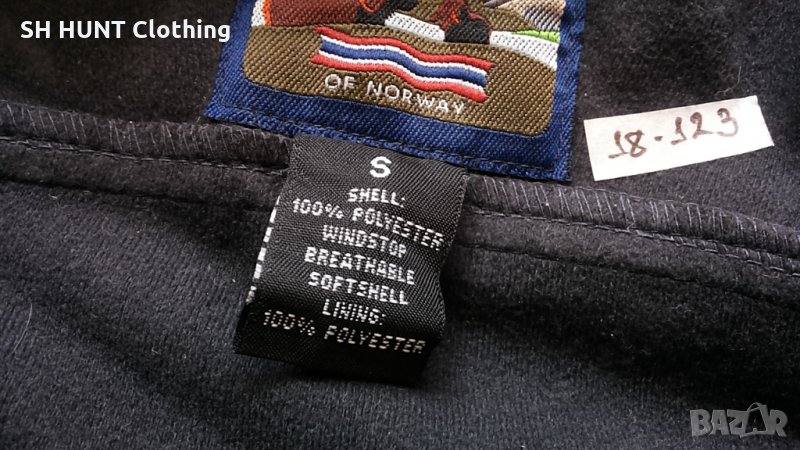 SH HUNT Clothing
OF NORWAY
18-123
S
SHELL:
100% POLYESTER
WINDSTOP
BREATHABLE
SOFTSHELL
LINING:
100% POLYESTER
BAZAR